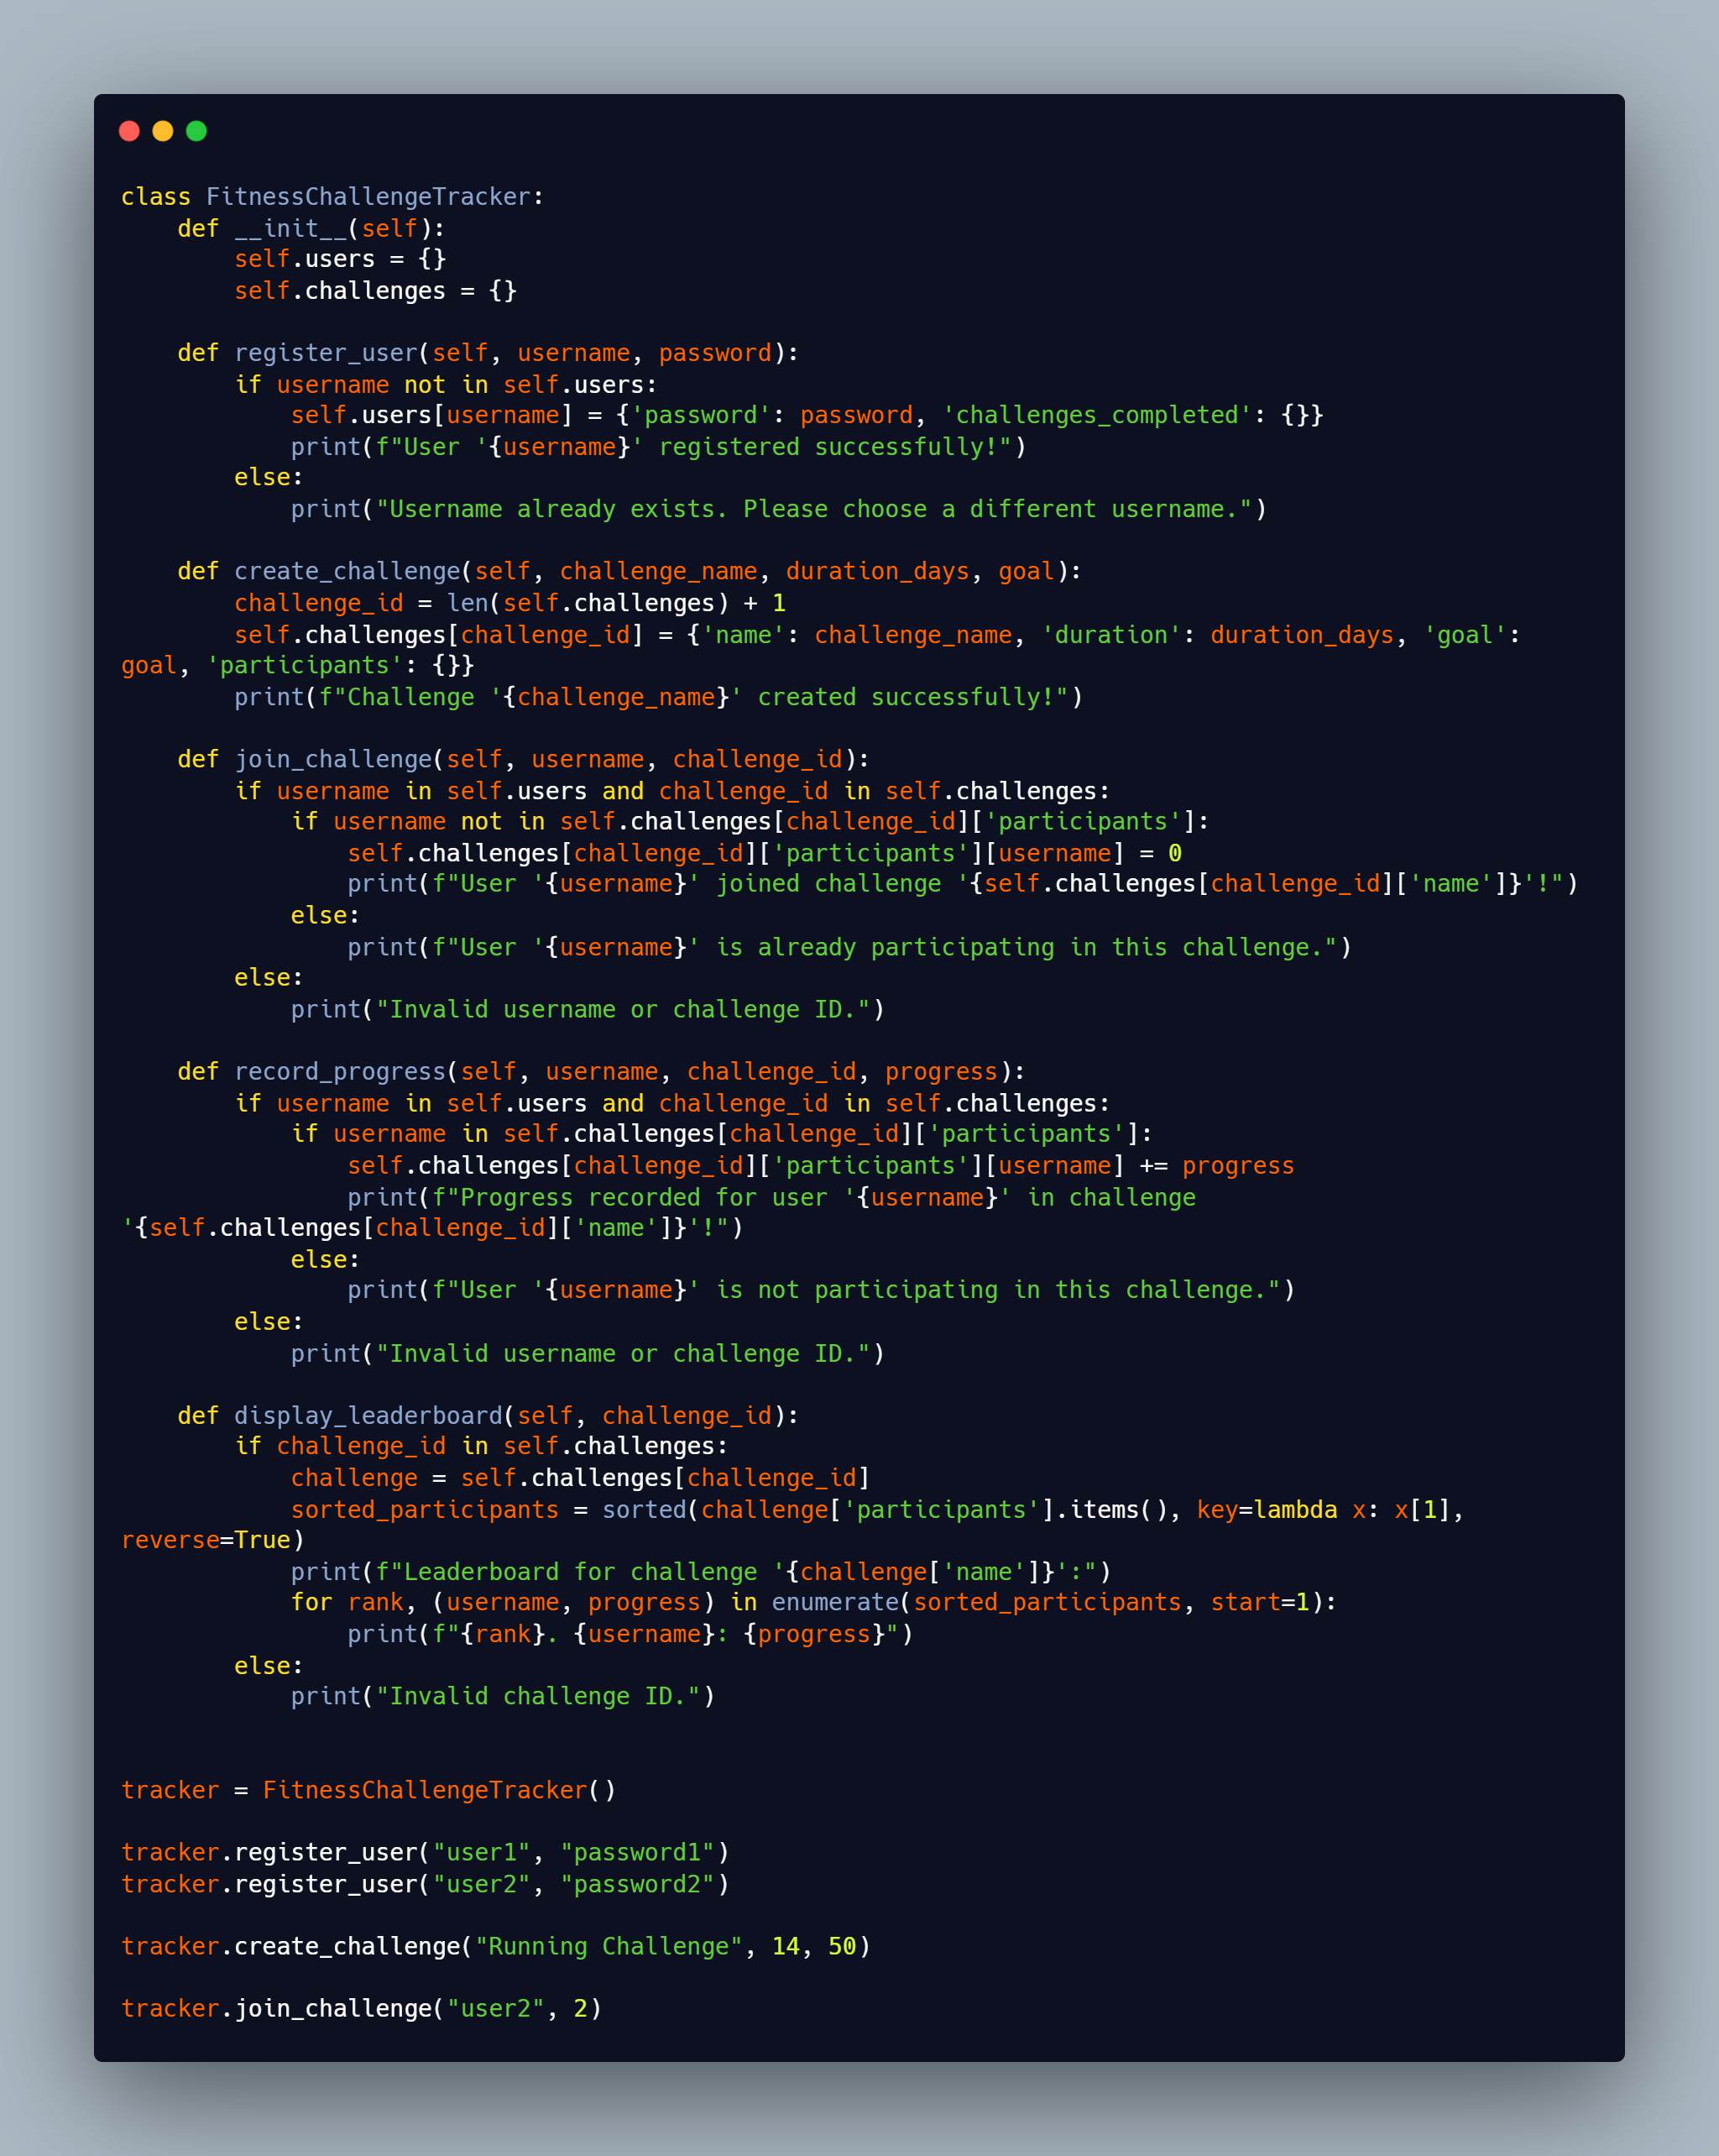 class FitnessChallengeTracker:
    def __init__(self):
        self.users = {}
        self.challenges = {}

    def register_user(self, username, password):
        if username not in self.users:
            self.users[username] = {'password': password, 'challenges_completed': {}}
            print(f"User '{username}' registered successfully!")
        else:
            print("Username already exists. Please choose a different username.")

    def create_challenge(self, challenge_name, duration_days, goal):
        challenge_id = len(self.challenges) + 1
        self.challenges[challenge_id] = {'name': challenge_name, 'duration': duration_days, 'goal':
goal, 'participants': {}}
        print(f"Challenge '{challenge_name}' created successfully!")

    def join_challenge(self, username, challenge_id):
        if username in self.users and challenge_id in self.challenges:
            if username not in self.challenges[challenge_id]['participants']:
                self.challenges[challenge_id]['participants'][username] = 0
                print(f"User '{username}' joined challenge '{self.challenges[challenge_id]['name']}'!")
            else:
                print(f"User '{username}' is already participating in this challenge.")
        else:
            print("Invalid username or challenge ID.")

    def record_progress(self, username, challenge_id, progress):
        if username in self.users and challenge_id in self.challenges:
            if username in self.challenges[challenge_id]['participants']:
                self.challenges[challenge_id]['participants'][username] += progress
                print(f"Progress recorded for user '{username}' in challenge
'{self.challenges[challenge_id]['name']}'!")
            else:
                print(f"User '{username}' is not participating in this challenge.")
        else:
            print("Invalid username or challenge ID.")

    def display_leaderboard(self, challenge_id):
        if challenge_id in self.challenges:
            challenge = self.challenges[challenge_id]
            sorted_participants = sorted(challenge['participants'].items(), key=lambda x: x[1],
reverse=True)
            print(f"Leaderboard for challenge '{challenge['name']}':")
            for rank, (username, progress) in enumerate(sorted_participants, start=1):
                print(f"{rank}. {username}: {progress}")
        else:
            print("Invalid challenge ID.")


tracker = FitnessChallengeTracker()

tracker.register_user("user1", "password1")
tracker.register_user("user2", "password2")

tracker.create_challenge("Running Challenge", 14, 50)

tracker.join_challenge("user2", 2)